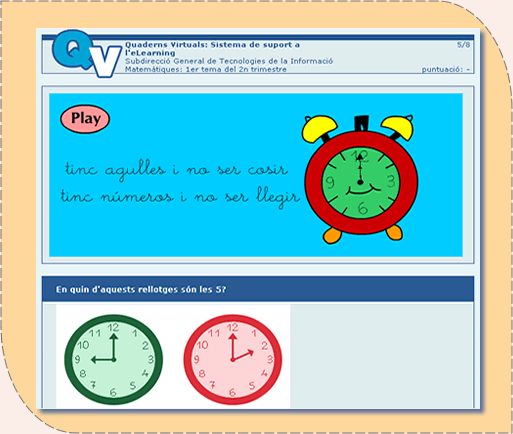 QV
Quaderns Virtuals: Sistema de suport a
l'eLearning
5/8
Subdirecció General de Tecnologies de la Informació
Matemàtiques: 1er tema del 2n trimestre
puntuació: -
Play
tinc agulles i no ser cosir
tinc números i no ser llegir
12
9 3
6
En quin d'aquests rellotges són les 5?
12
11 1
10 2
9 3
8 4
7 5
6
12
11 1
10 2
9 3
8 4
7 5
6